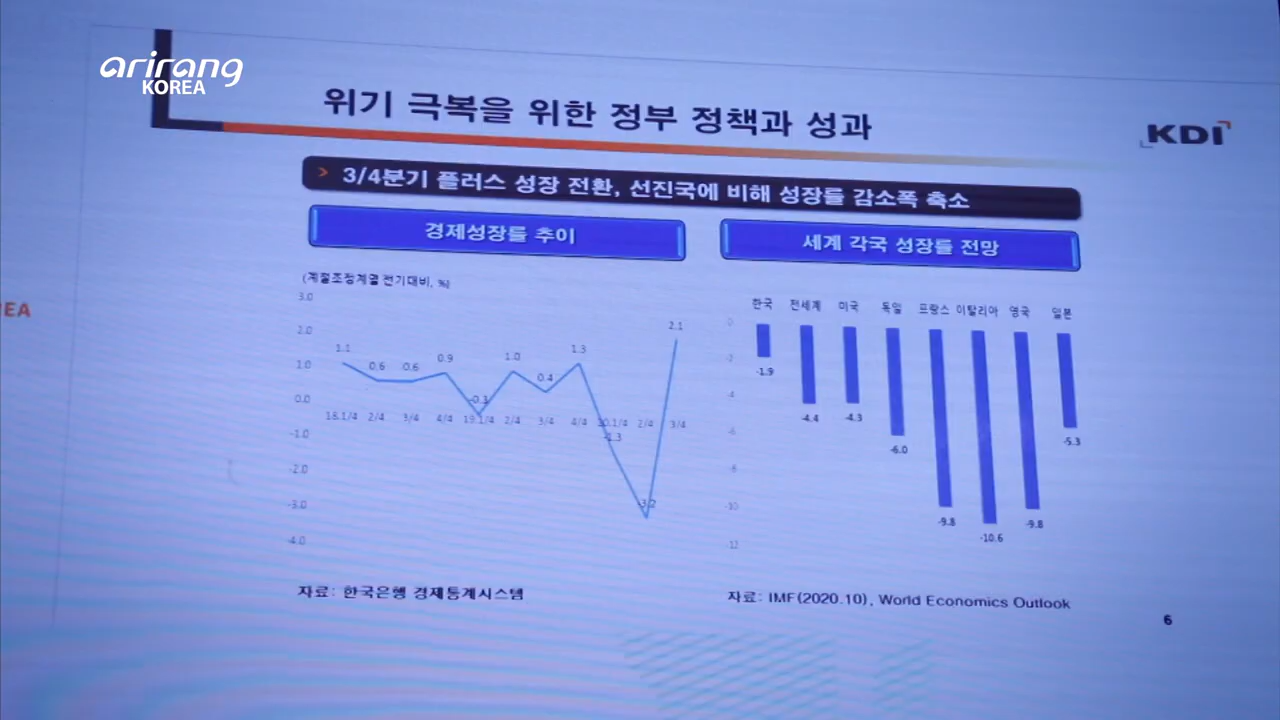 arirang
KOREA
위기 극복을 위한 정부 정책과 성과
KDI
> 3/4분기 플러스 성장 전환, 선진국에 비해 성장률 감소폭 축소
경제성장률 추이
세계 각국 성장률 전망
(계절조정계열 전기대비, %)
3.0
2.0
1.0
0.0
-1.0
-2.0
-3.0
-4.0
1.1
0.6
0.6
0.9
-0.3
1.0
0.4
1.3
-1.3
-3.2
2.1
18.1/4 2/4 3/4 4/4 19.1/4 2/4 3/4 4/4 20.1/4 2/4 3/4
한국 전세계 미국 독일 프랑스 이탈리아 영국 일본
0
-2
-4
-6
-8
-10
-12
-1.9
-4.4
-4.3
-6.0
-9.8
-10.6
-9.8
-5.3
EA
자료: 한국은행 경제통계시스템
자료: IMF(2020.10), World Economics Outlook
6